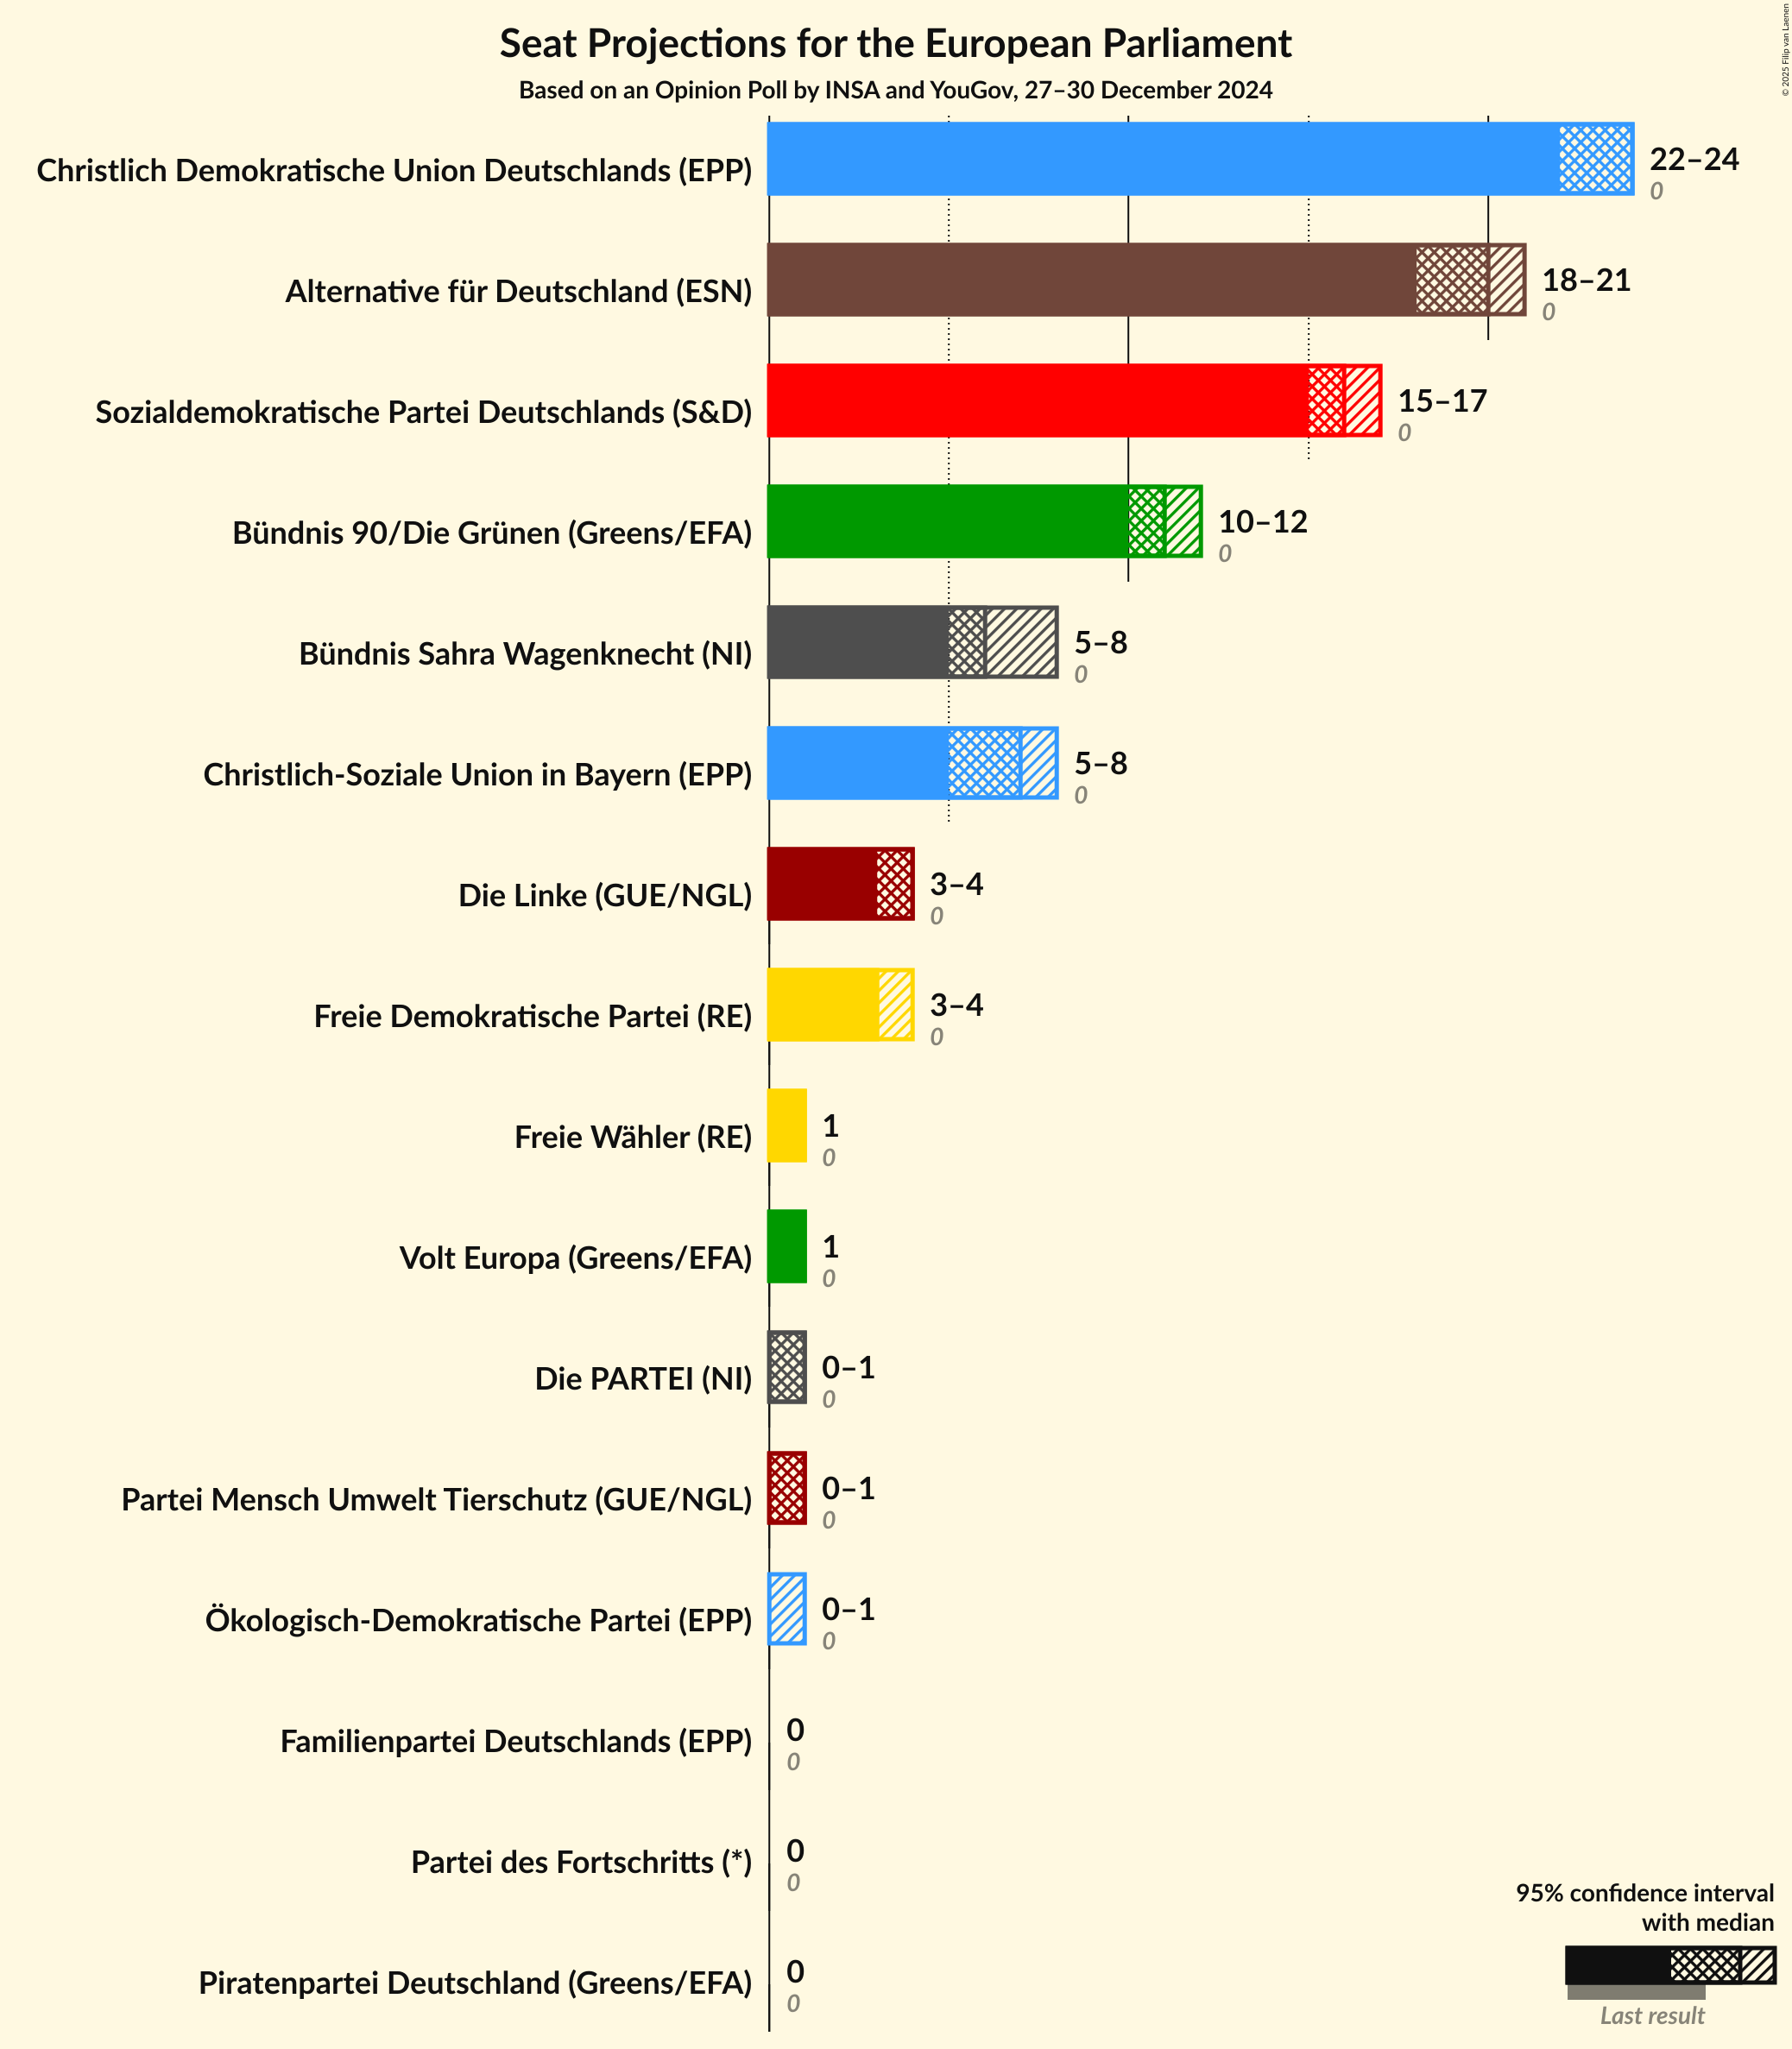 Seat Projections for the European Parliament
Based on an Opinion Poll by INSA and YouGov, 27–30 December 2024
© 2025 Filip van Laenen
Christlich Demokratische Union Deutschlands (EPP)
22–24
0
Alternative für Deutschland (ESN)
18–21
0
Sozialdemokratische Partei Deutschlands (S&D)
15–17
0
Bündnis 90/Die Grünen (Greens/EFA)
10–12
0
Bündnis Sahra Wagenknecht (NI)
5–8
0
Christlich-Soziale Union in Bayern (EPP)
5–8
0
Die Linke (GUE/NGL)
3–4
0
Freie Demokratische Partei (RE)
3–4
0
Freie Wähler (RE)
1
0
Volt Europa (Greens/EFA)
1
0
Die PARTEI (NI)
0–1
0
Partei Mensch Umwelt Tierschutz (GUE/NGL)
0–1
0
Ökologisch-Demokratische Partei (EPP)
0–1
0
Familienpartei Deutschlands (EPP)
0
0
Partei des Fortschritts (*)
0
0
Piratenpartei Deutschland (Greens/EFA)
0
0
95% confidence interval
with median
Last result